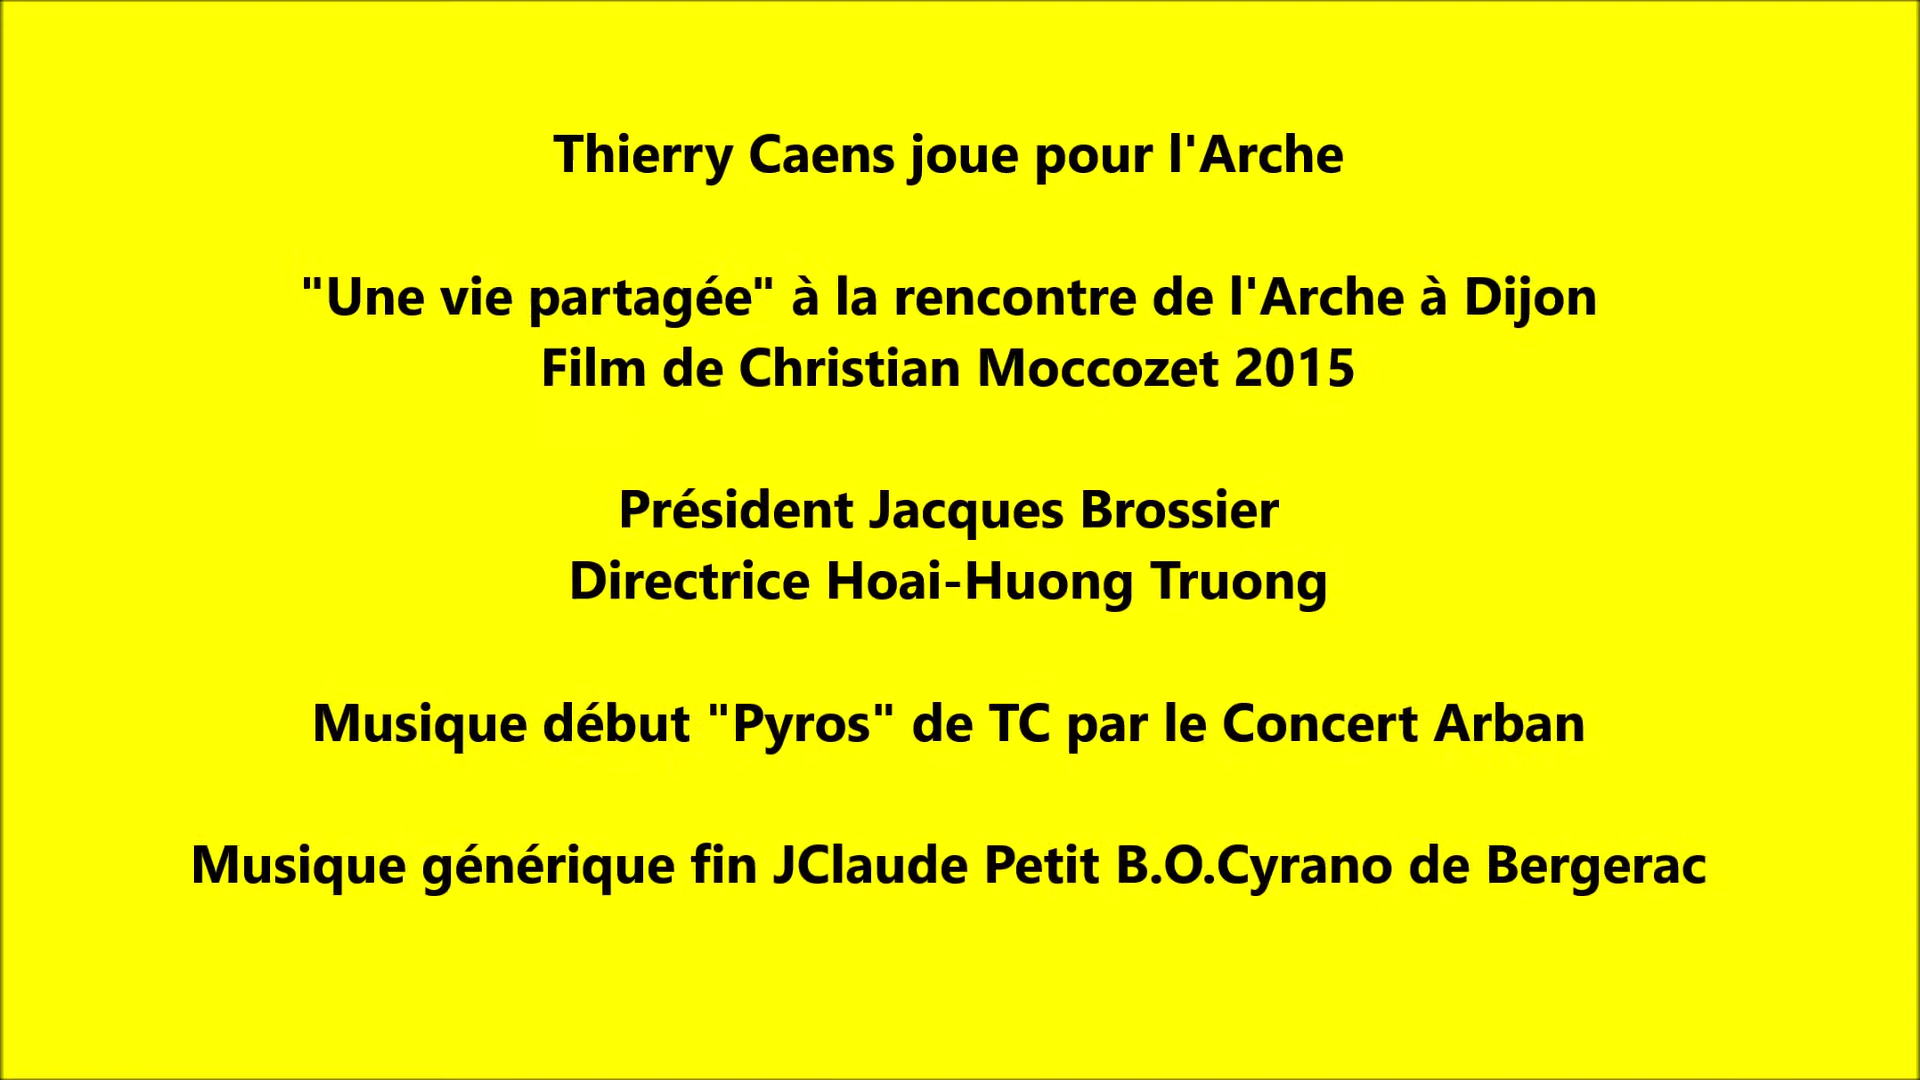 Thierry Caens joue pour l'Arche
"Une vie partagée" à la rencontre de l'Arche à Dijon
Film de Christian Moccozet 2015
Président Jacques Brossier
Directrice Hoai-Huong Truong
Musique début "Pyros" de TC par le Concert Arban
Musique générique fin JClaude Petit B.O.Cyrano de Bergerac